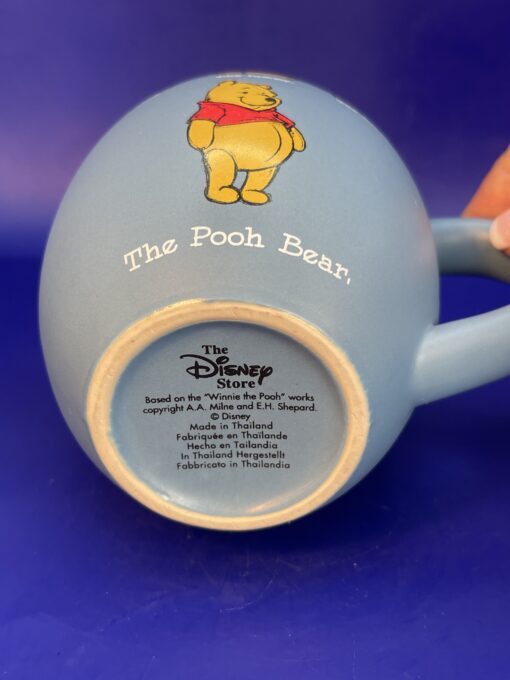 The Pooh Bear,
The
Disney
Store
Based on the "Winnie the Pooh" works
copyright A.A. Milne and E.H. Shepard.
© Disney
Made in Thailand
Fabriquée en Thaïlande
Hecho en Tailandia
In Thailand Hergestellt
Fabbricato in Thailandia